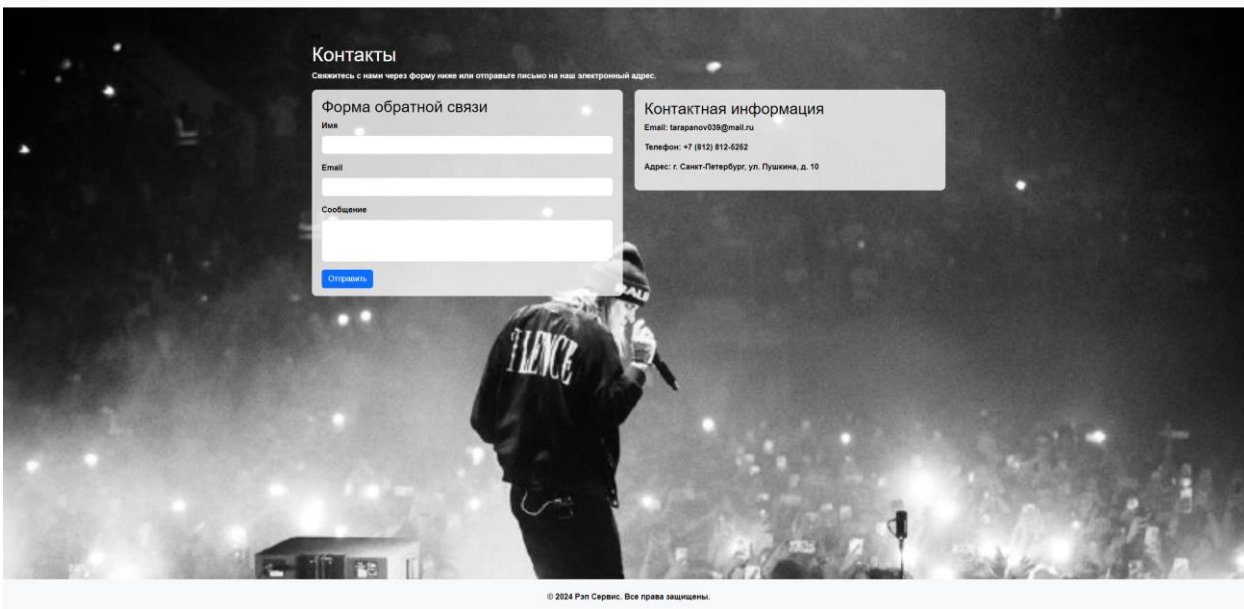 Контакты
Свяжитесь с нами через форму ниже или отправьте письмо на наш электронный адрес.
Форма обратной связи
Имя
Email
Сообщение
Отправить
Контактная информация
Email: tarapanov039@mail.ru
Телефон: +7 (812) 812-5252
Адрес: г. Санкт-Петербург, ул. Пушкина, д. 10
© 2024 Рэп Сервис. Все права защищены.